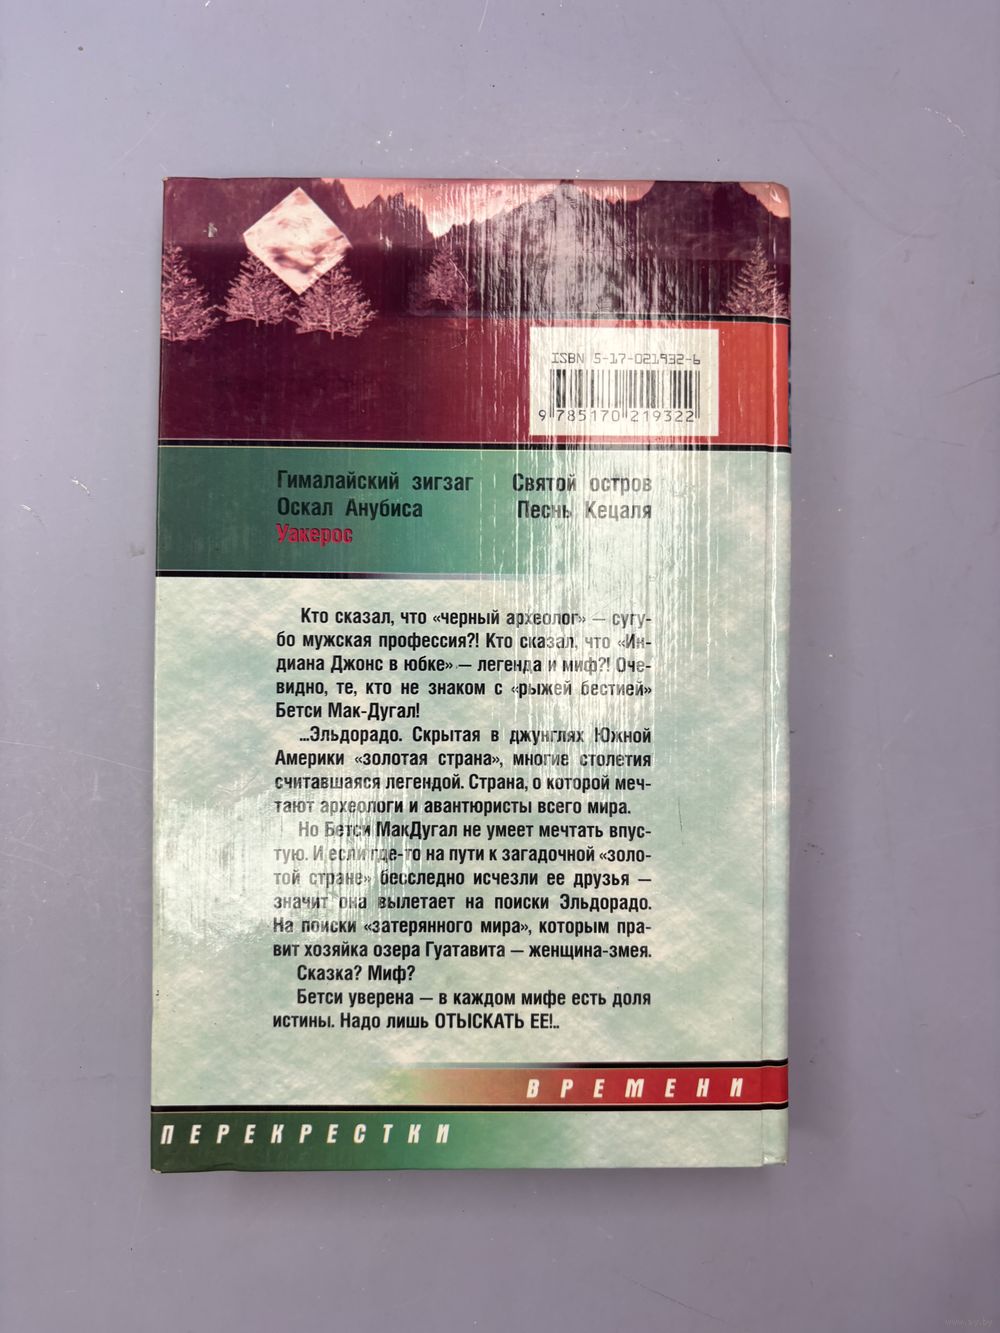 ISBN 5-17-021932-6
9 785170 219322
Гималайский зигзаг Святой остров
Оскал Анубиса Песнь Кецаля
Уакерос
Кто сказал, что «черный археолог» — сугу-
бо мужская профессия?! Кто сказал, что «Ин-
диана Джонс в юбке» — легенда и миф?! Оче-
видно, те, кто не знаком с «рыжей бестией»
Бетси Мак-Дугал!
...Эльдорадо. Скрытая в джунглях Южной
Америки «золотая страна», многие столетия
считавшаяся легендой. Страна, о которой меч-
тают археологи и авантюристы всего мира.
Но Бетси МакДугал не умеет мечтать впус-
тую. И если где-то на пути к загадочной «золо-
той стране» бесследно исчезли ее друзья —
значит она вылетает на поиски Эльдорадо.
На поиски «затерянного мира», которым пра-
вит хозяйка озера Гуатавита — женщина-змея.
Сказка? Миф?
Бетси уверена — в каждом мифе есть доля
истины. Надо лишь ОТЫСКАТЬ ЕЕ!..
ВРЕМЕНИ
ПЕРЕКРЕСТКИ
www.ay.by